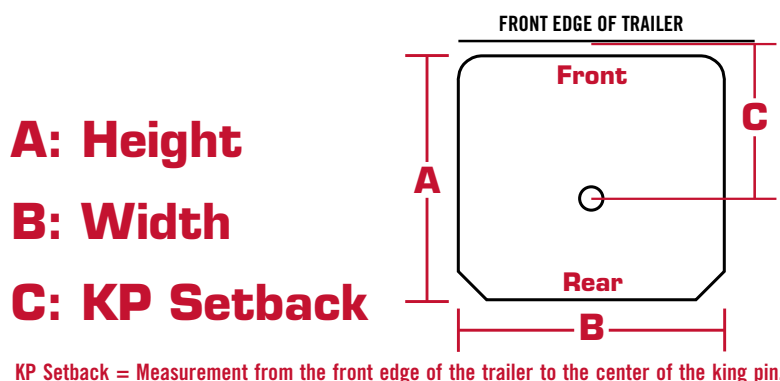 FRONT EDGE OF TRAILER
Front
C
A: Height
A
B: Width
Rear
C: KP Setback
B
KP Setback = Measurement from the front edge of the trailer to the center of the king pin